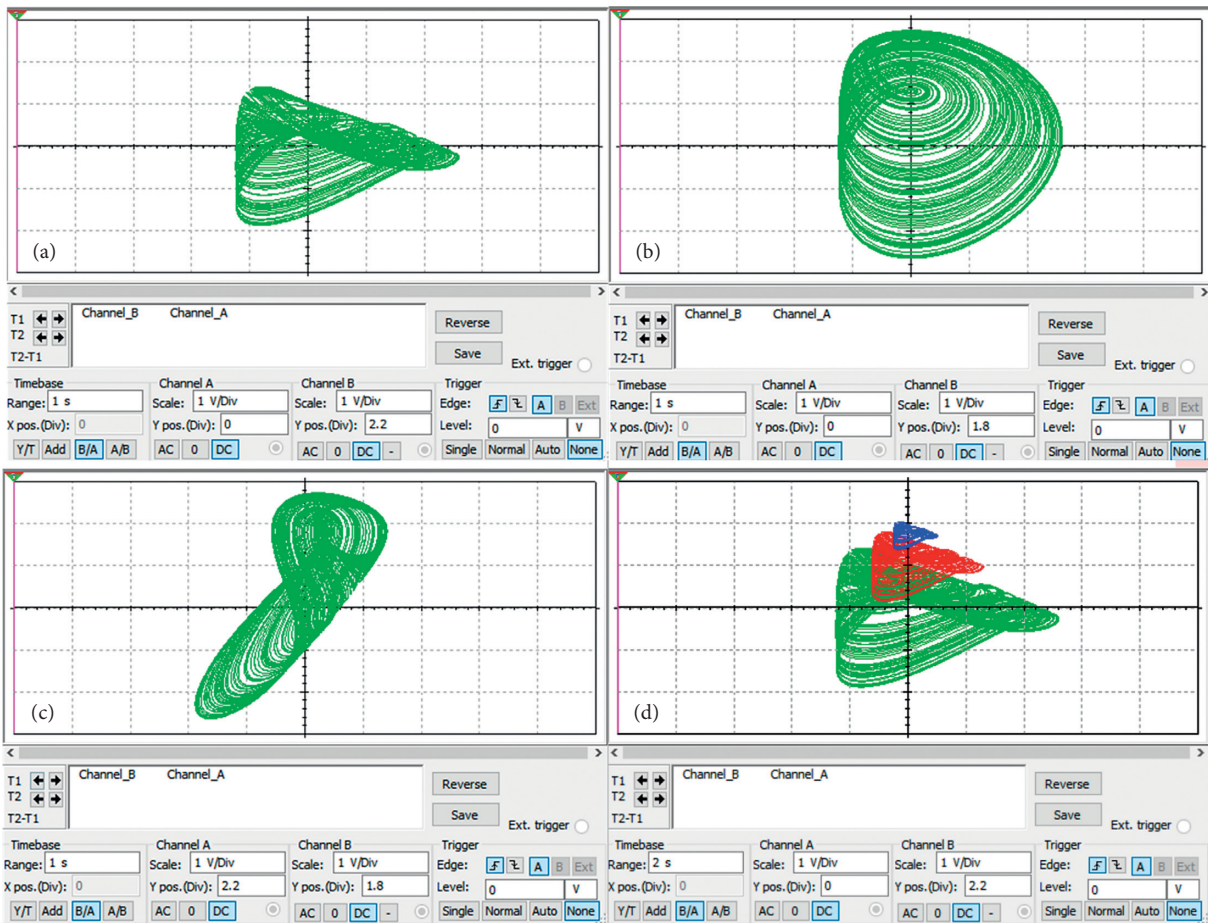 (a)
< >
T1 Channel_B Channel_A
T2
T2-T1
Reverse
Save
Ext. trigger
Timebase Channel A Channel B Trigger
Range: 1 s Scale: 1 V/Div Scale: 1 V/Div Edge: A B Ext
X pos.(Div): 0 Y pos.(Div): 0 Y pos.(Div): 2.2 Level: 0 V
Y/T Add B/A A/B AC 0 DC AC 0 DC - Single Normal Auto None
(b)
< >
T1 Channel_B Channel_A
T2
T2-T1
Reverse
Save
Ext. trigger
Timebase Channel A Channel B Trigger
Range: 1 s Scale: 1 V/Div Scale: 1 V/Div Edge: A B Ext
X pos.(Div): 0 Y pos.(Div): 0 Y pos.(Div): 1.8 Level: 0 V
Y/T Add B/A A/B AC 0 DC AC 0 DC - Single Normal Auto None
(c)
< >
T1 Channel_B Channel_A
T2
T2-T1
Reverse
Save
Ext. trigger
Timebase Channel A Channel B Trigger
Range: 1 s Scale: 1 V/Div Scale: 1 V/Div Edge: A B Ext
X pos.(Div): 0 Y pos.(Div): 2.2 Y pos.(Div): 1.8 Level: 0 V
Y/T Add B/A A/B AC 0 DC AC 0 DC - Single Normal Auto None
(d)
< >
T1 Channel_B Channel_A
T2
T2-T1
Reverse
Save
Ext. trigger
Timebase Channel A Channel B Trigger
Range: 2 s Scale: 1 V/Div Scale: 1 V/Div Edge: A B Ext
X pos.(Div): 0 Y pos.(Div): 0 Y pos.(Div): 2.2 Level: 0 V
Y/T Add B/A A/B AC 0 DC AC 0 DC - Single Normal Auto None